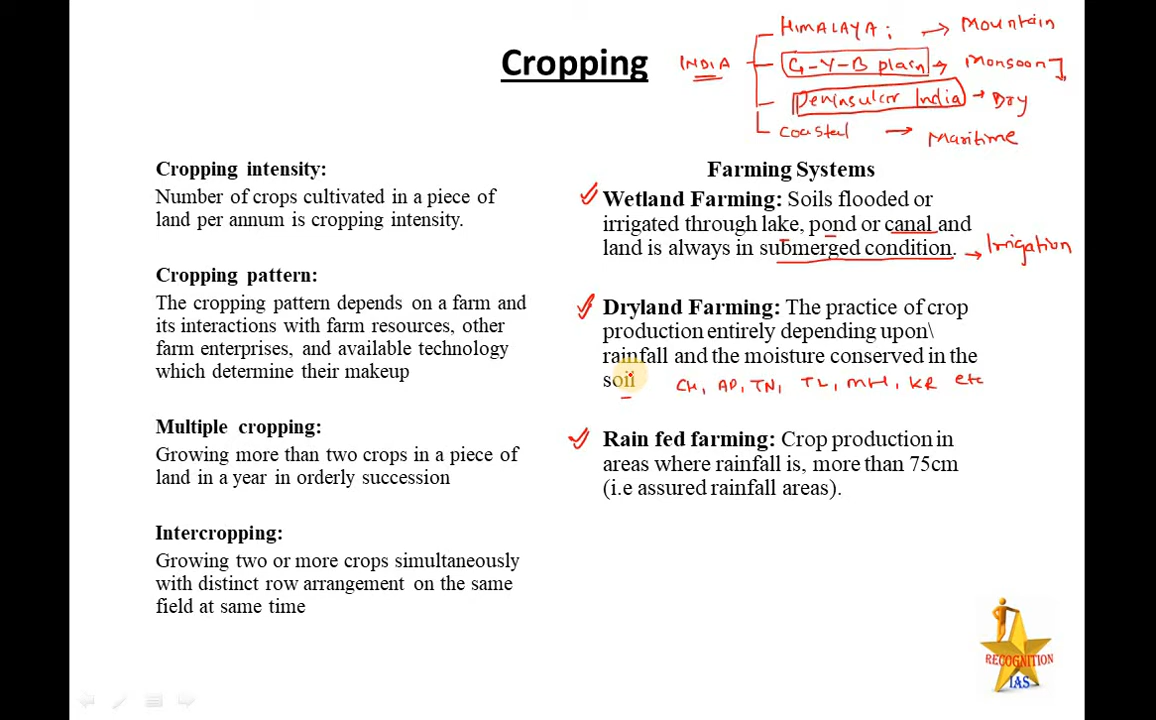 Cropping
INDIA
HIMALAYA: → Mountain
G-Y-B plain → Monsoon
Peninsular India → Dry
Coastal → Maritime
Cropping intensity:
Number of crops cultivated in a piece of
land per annum is cropping intensity.
Cropping pattern:
The cropping pattern depends on a farm and
its interactions with farm resources, other
farm enterprises, and available technology
which determine their makeup
Multiple cropping:
Growing more than two crops in a piece of
land in a year in orderly succession
Intercropping:
Growing two or more crops simultaneously
with distinct row arrangement on the same
field at same time
Farming Systems
Wetland Farming: Soils flooded or
irrigated through lake, pond or canal and
land is always in submerged condition. → Irrigation
Dryland Farming: The practice of crop
production entirely depending upon\
rainfall and the moisture conserved in the
soil
AP, TN, TL, MH, KR etc
Rain fed farming: Crop production in
areas where rainfall is, more than 75cm
(i.e assured rainfall areas).
RECOGNITION
IAS